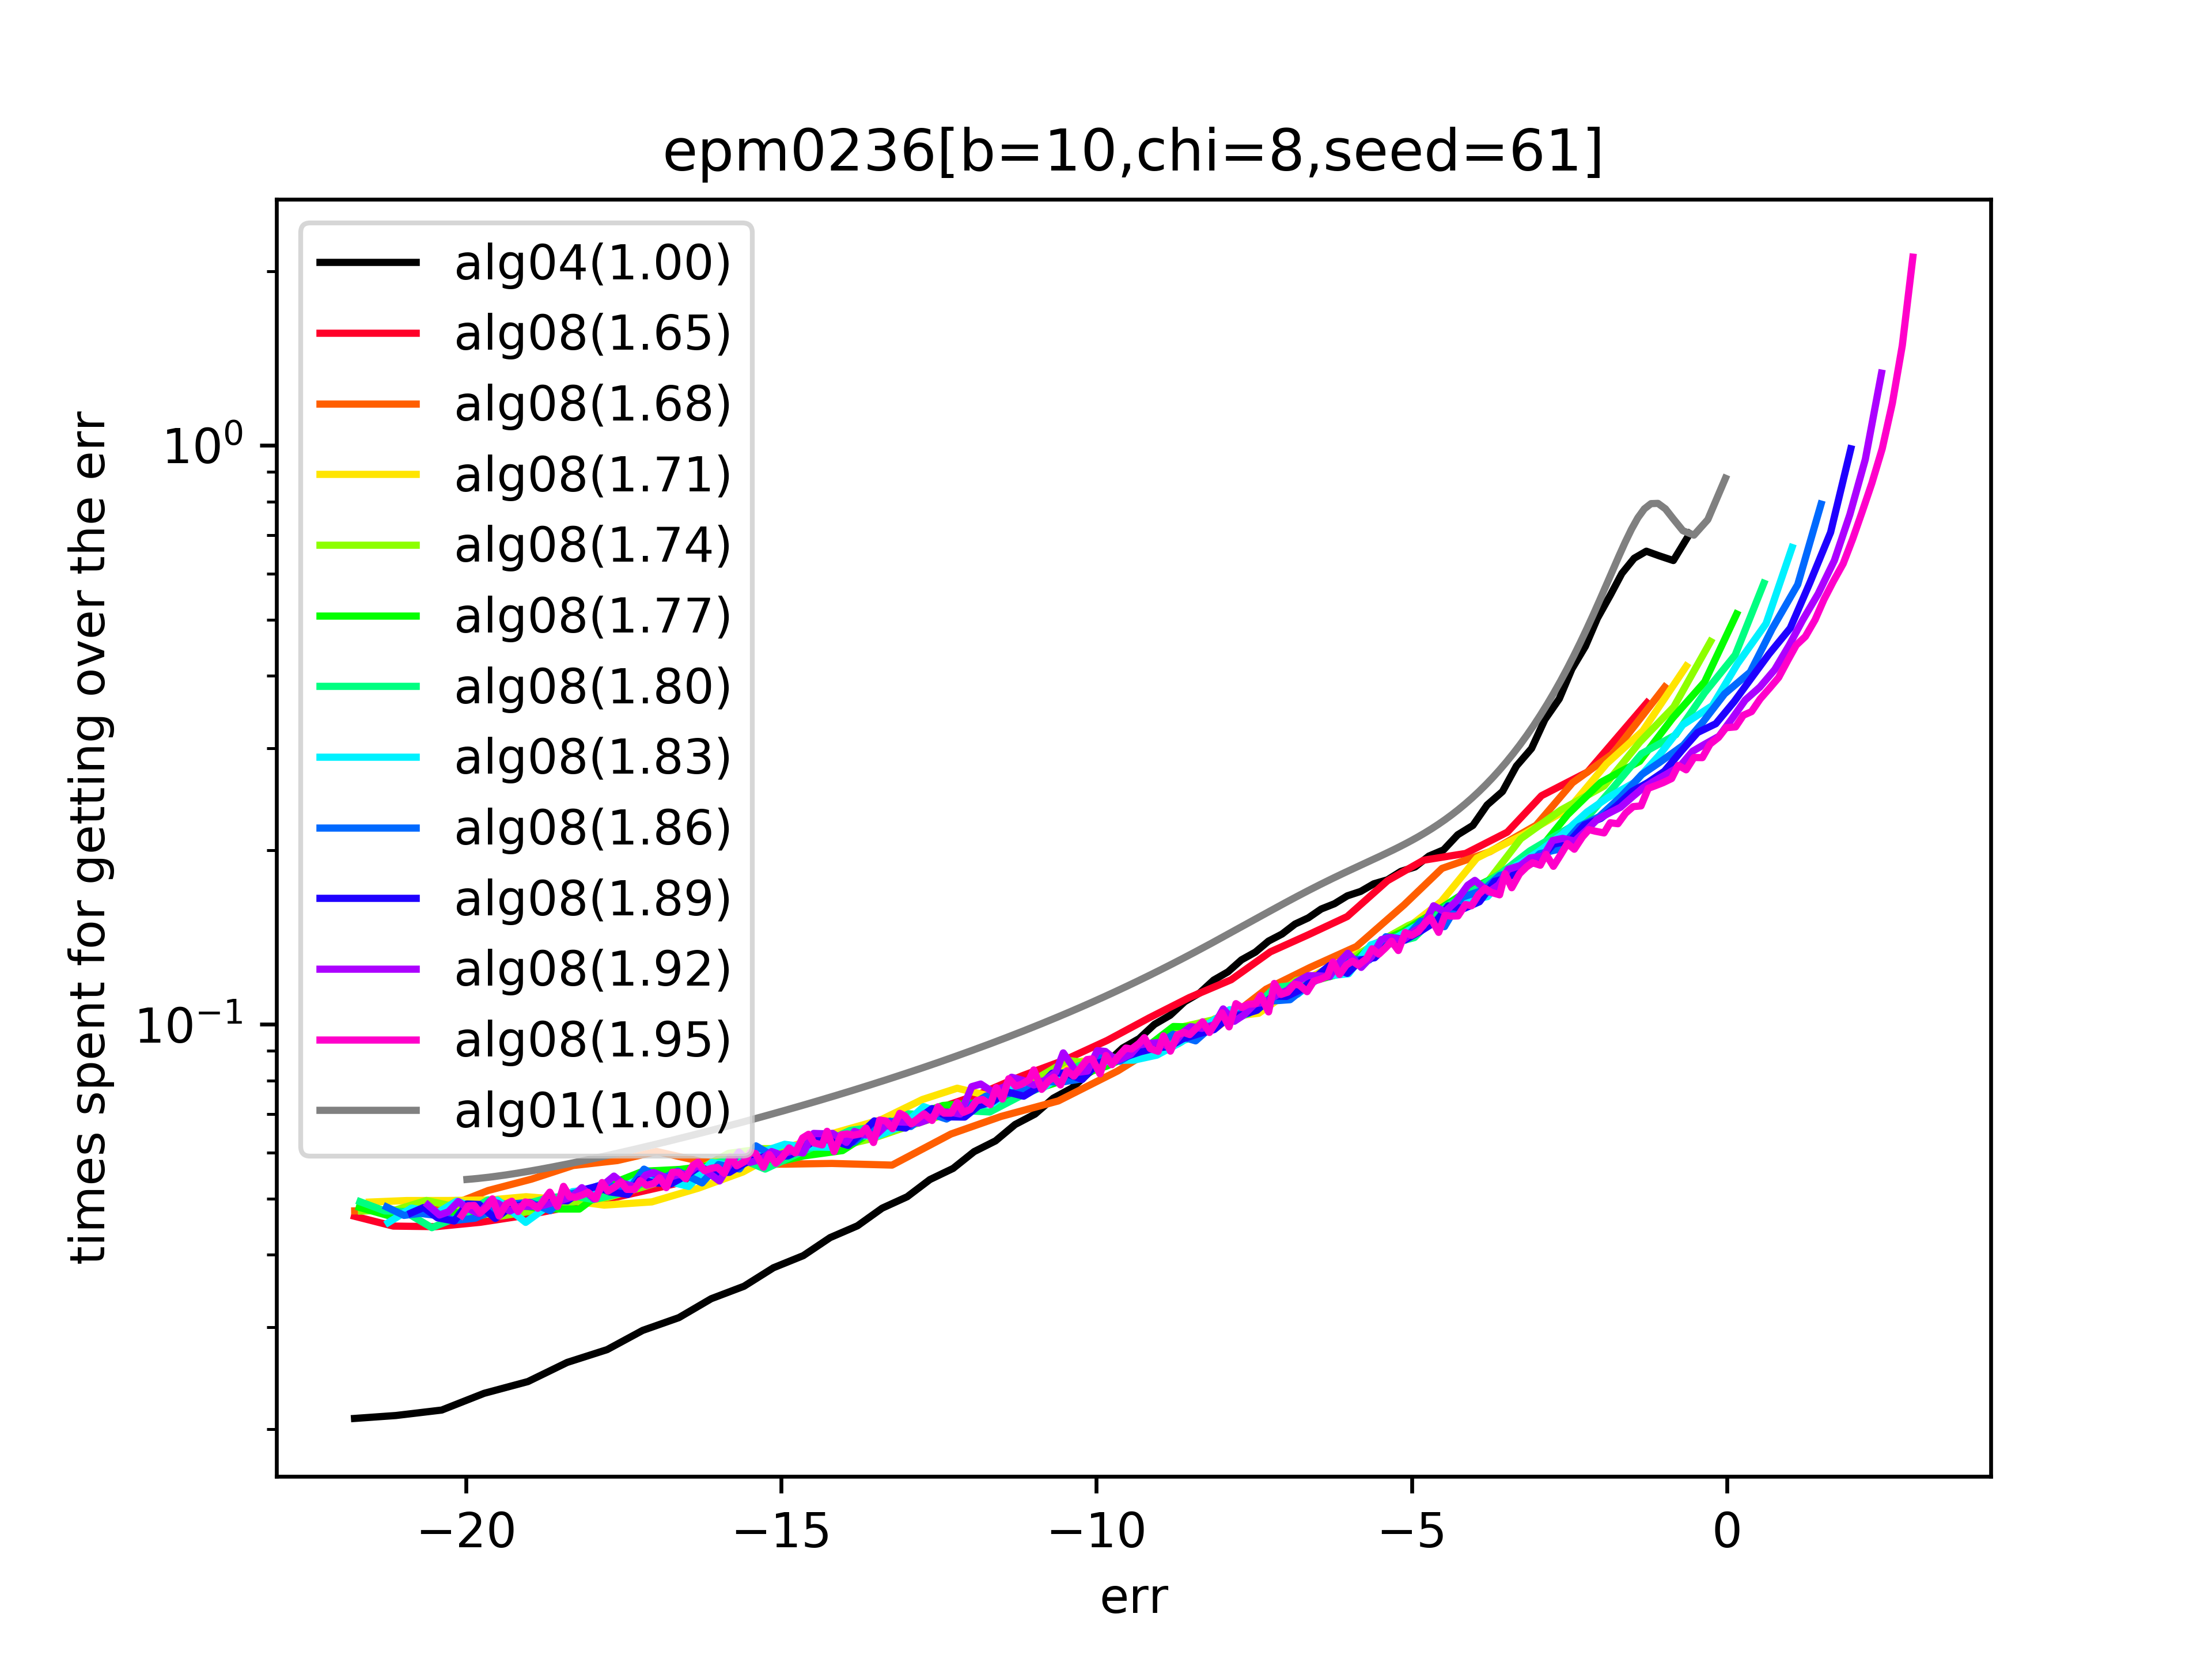 epm0236[b=10,chi=8,seed=61]
times spent for getting over the err
10⁰
10⁻¹
alg04(1.00)
alg08(1.65)
alg08(1.68)
alg08(1.71)
alg08(1.74)
alg08(1.77)
alg08(1.80)
alg08(1.83)
alg08(1.86)
alg08(1.89)
alg08(1.92)
alg08(1.95)
alg01(1.00)
−20 −15 −10 −5 0
err